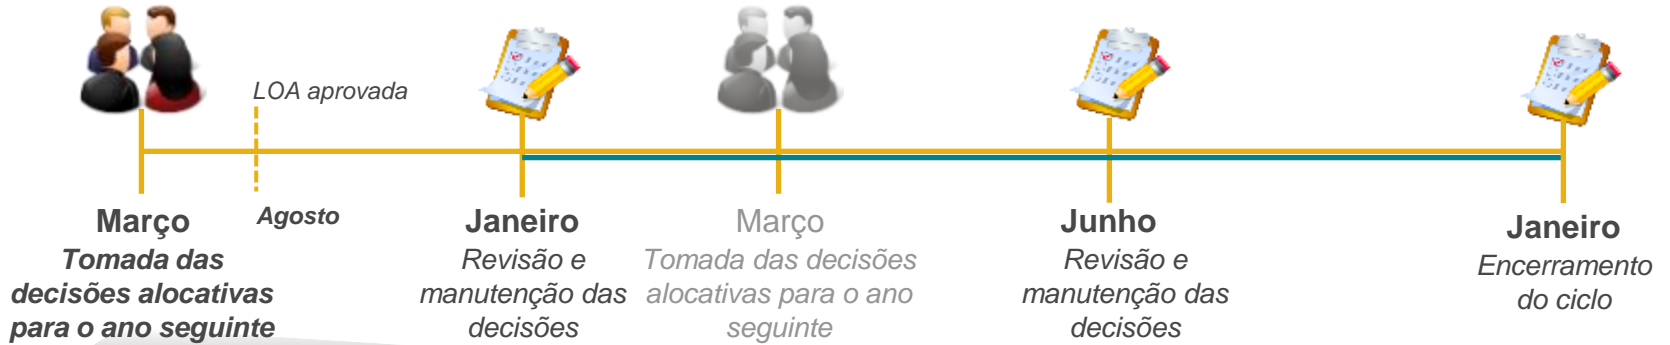 LOA aprovada
Março
Tomada das
decisões alocativas
para o ano seguinte
Agosto
Janeiro
Revisão e
manutenção das
decisões
Março
Tomada das decisões
alocativas para o ano
seguinte
Junho
Revisão e
manutenção das
decisões
Janeiro
Encerramento
do ciclo